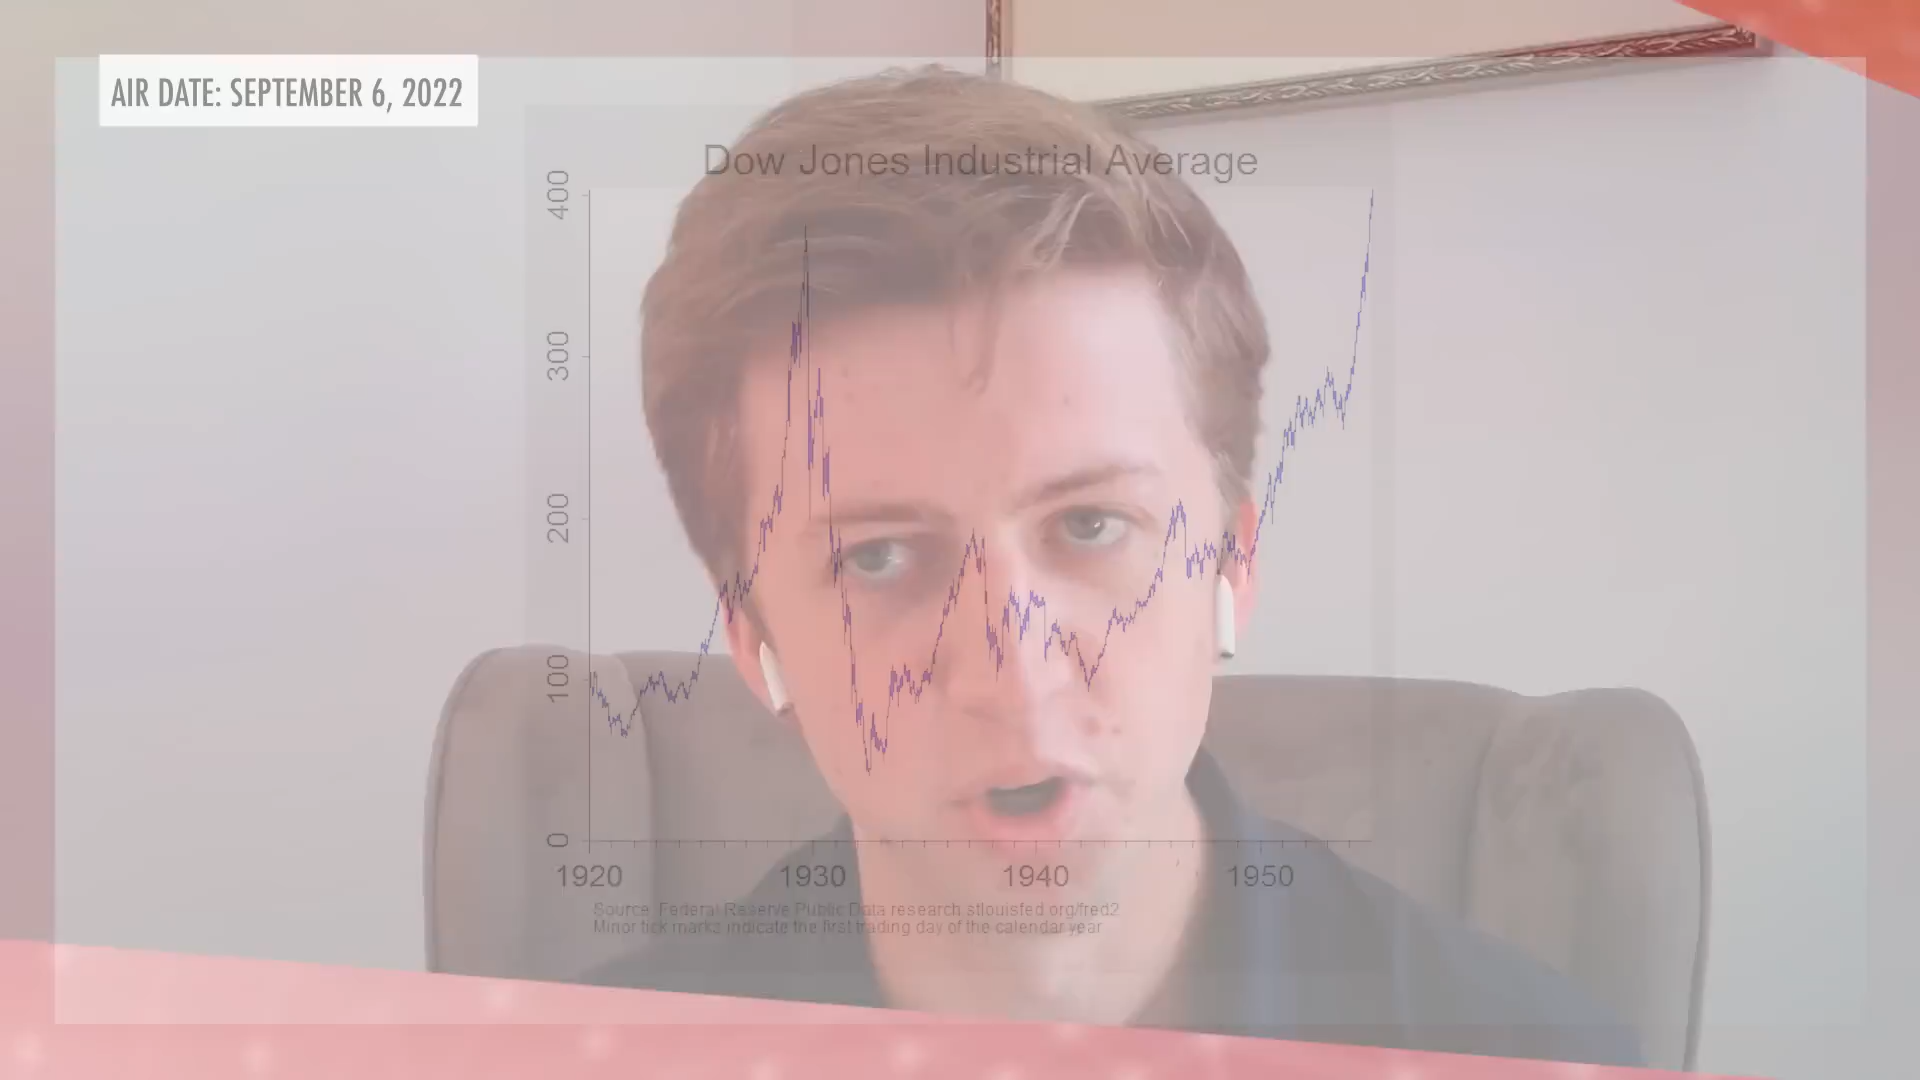 AIR DATE: SEPTEMBER 6, 2022
Dow Jones Industrial Average
400
300
200
100
0
1920 1930 1940 1950
Source: Federal Reserve Public Data research.stlouisfed.org/fred2
Minor tick marks indicate the first trading day of the calendar year